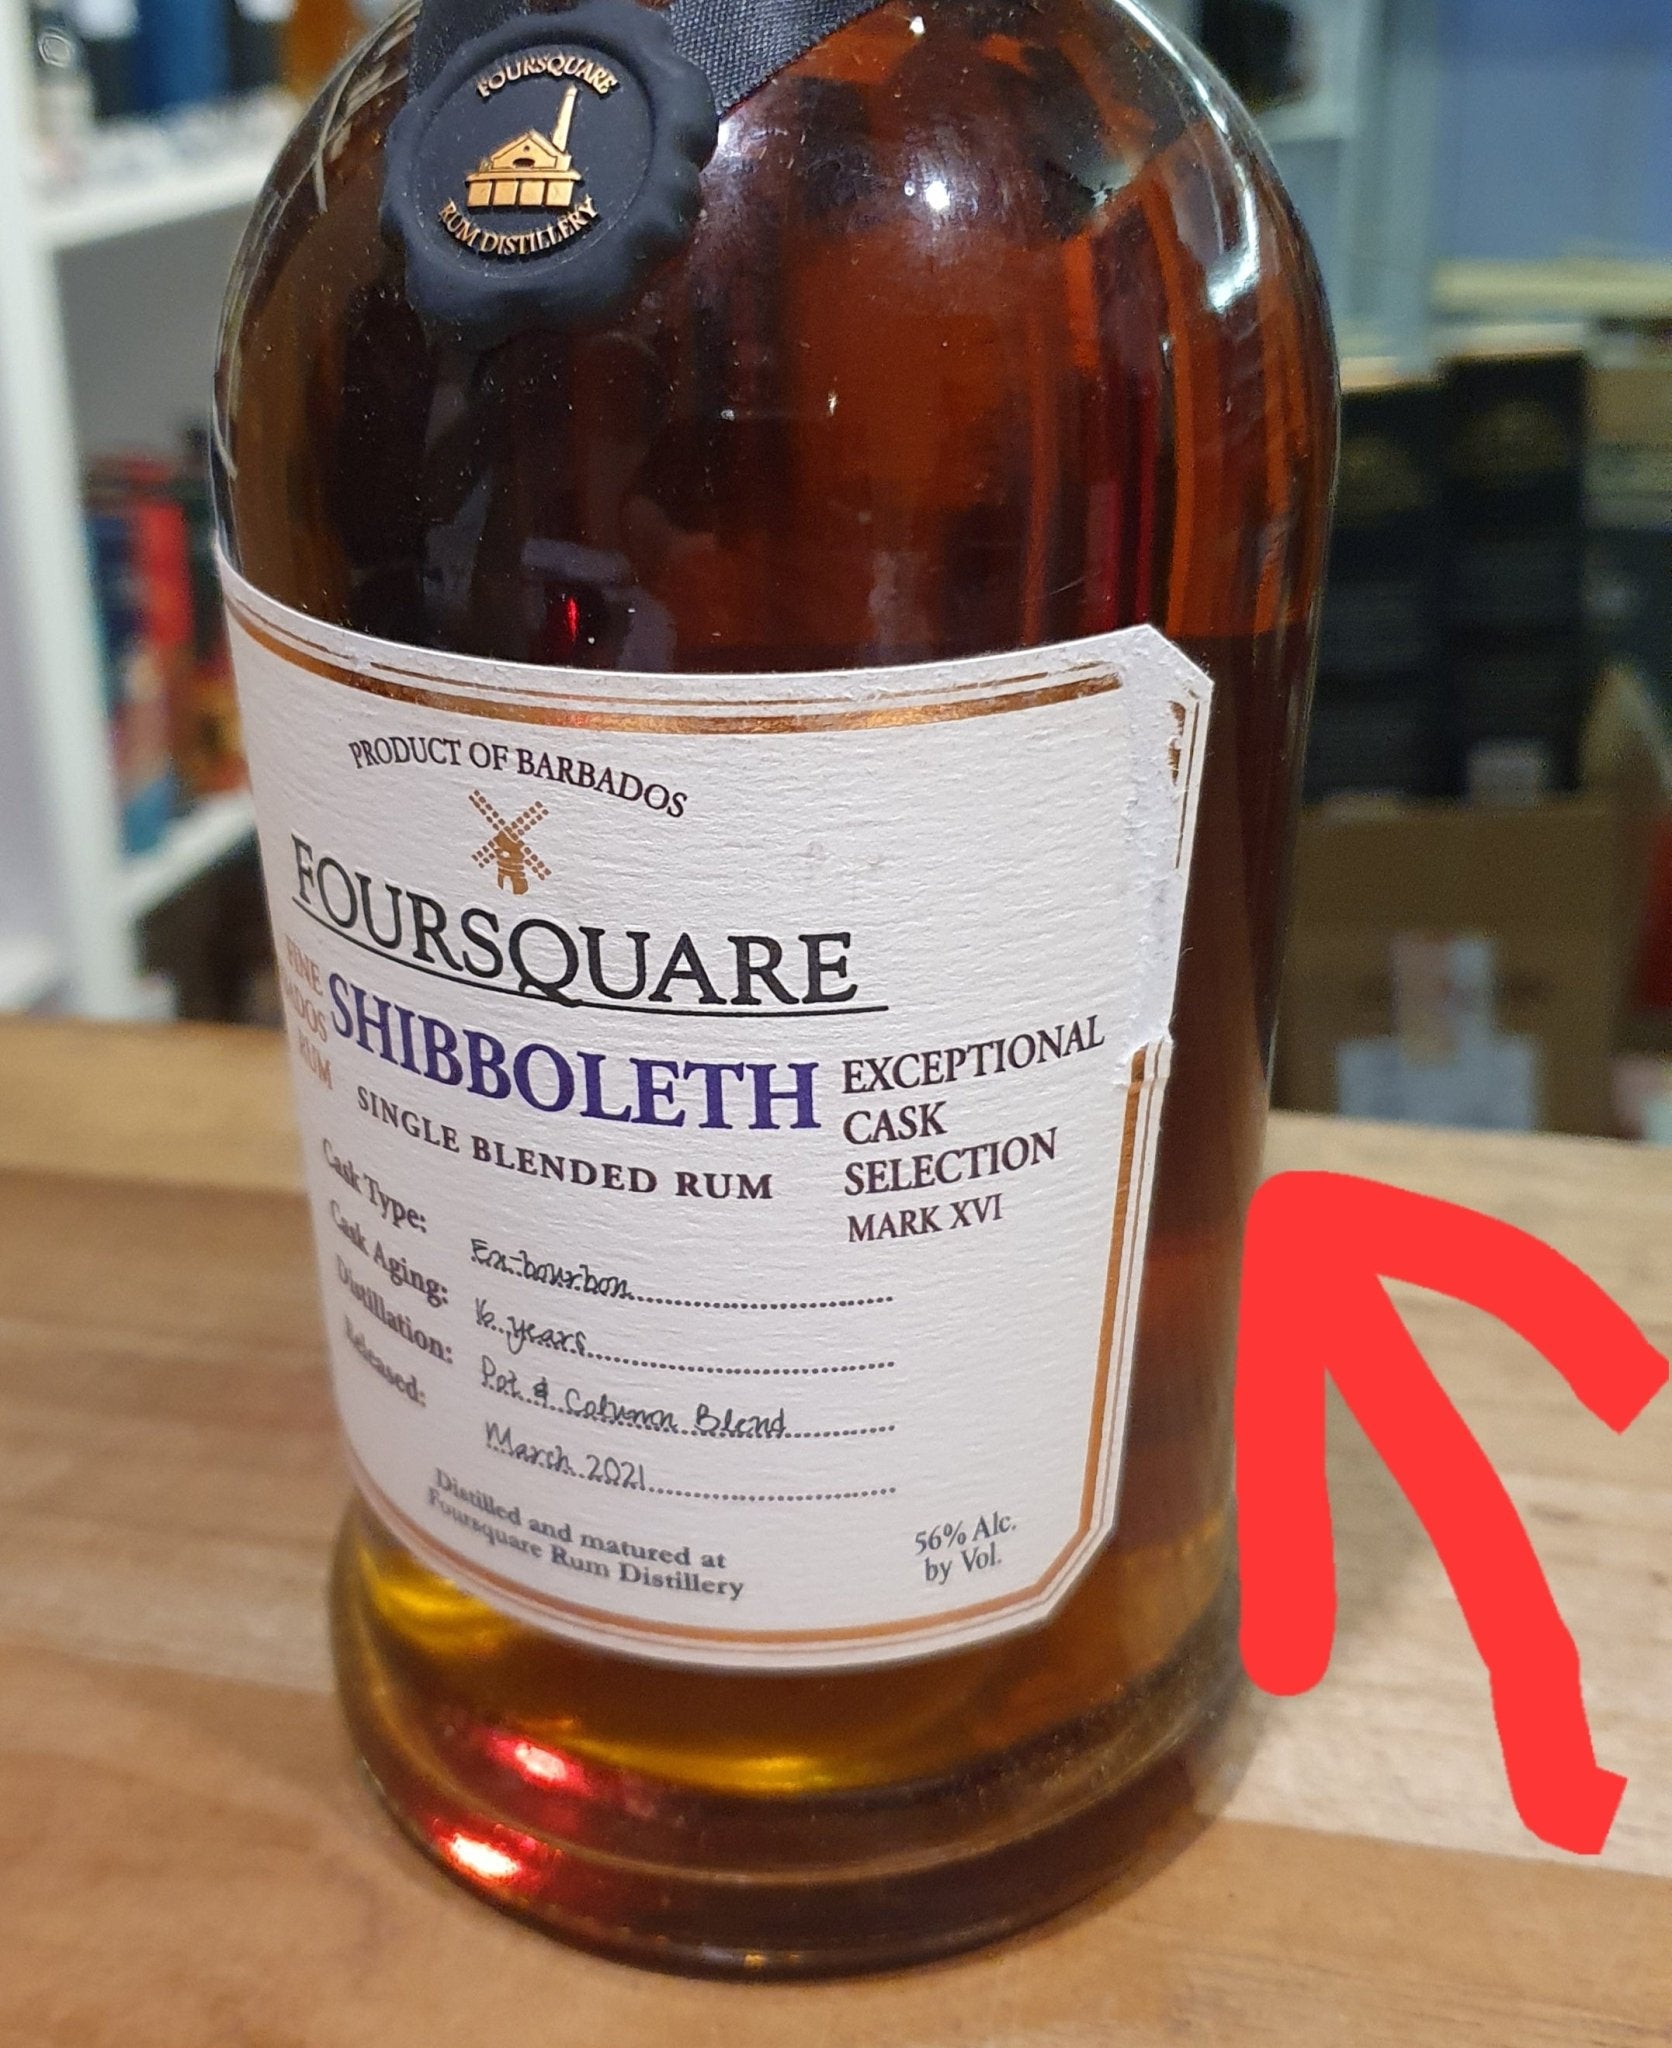 FOURSQUARE
RUM DISTILLERY
PRODUCT OF BARBADOS
FOURSQUARE
FINE
RUM
SHIBBOLETH
SINGLE BLENDED RUM
EXCEPTIONAL
CASK
SELECTION
MARK XVI
Cask Type: Ex-bourbon
Cask Aging: 16 years
Distillation: Pot & Column Blend
Released: March 2021
Distilled and matured at
Foursquare Rum Distillery
56% Alc.
by Vol.